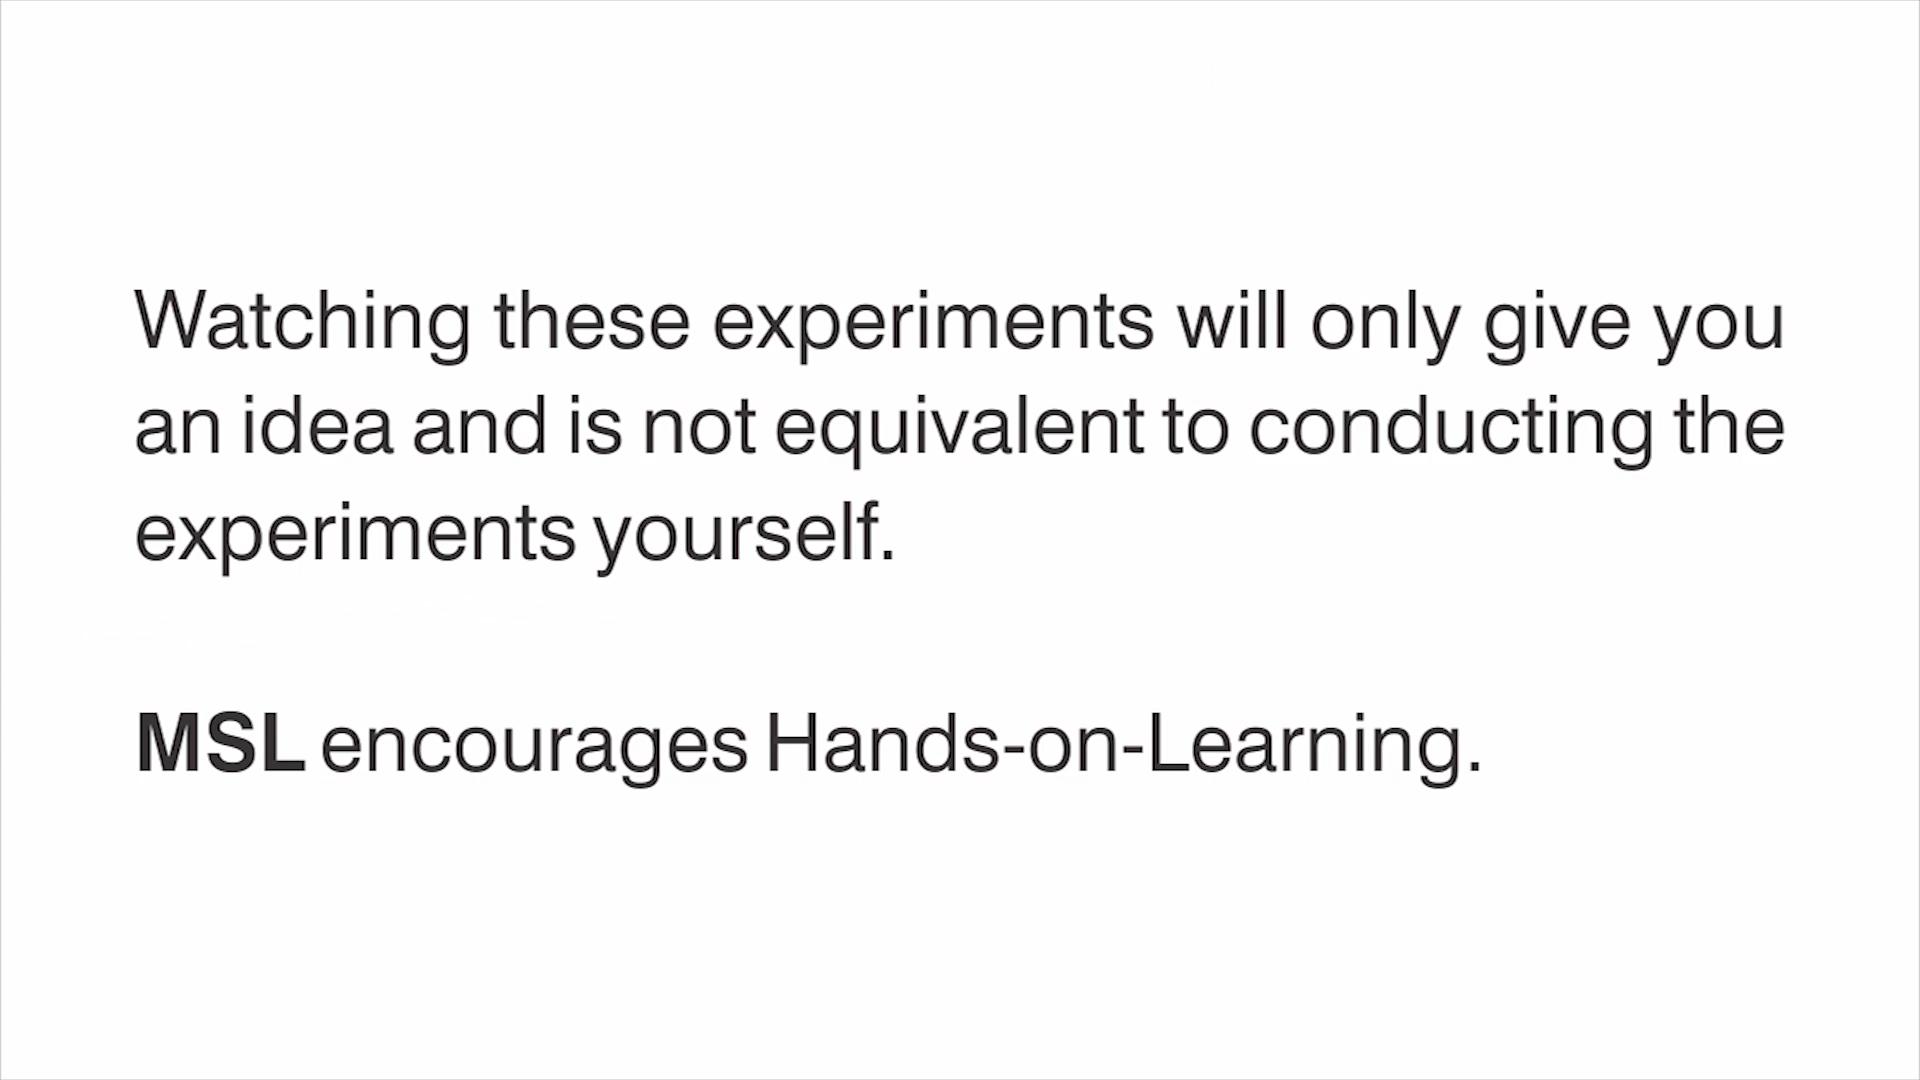 Watching these experiments will only give you
an idea and is not equivalent to conducting the
experiments yourself.
MSL encourages Hands-on-Learning.